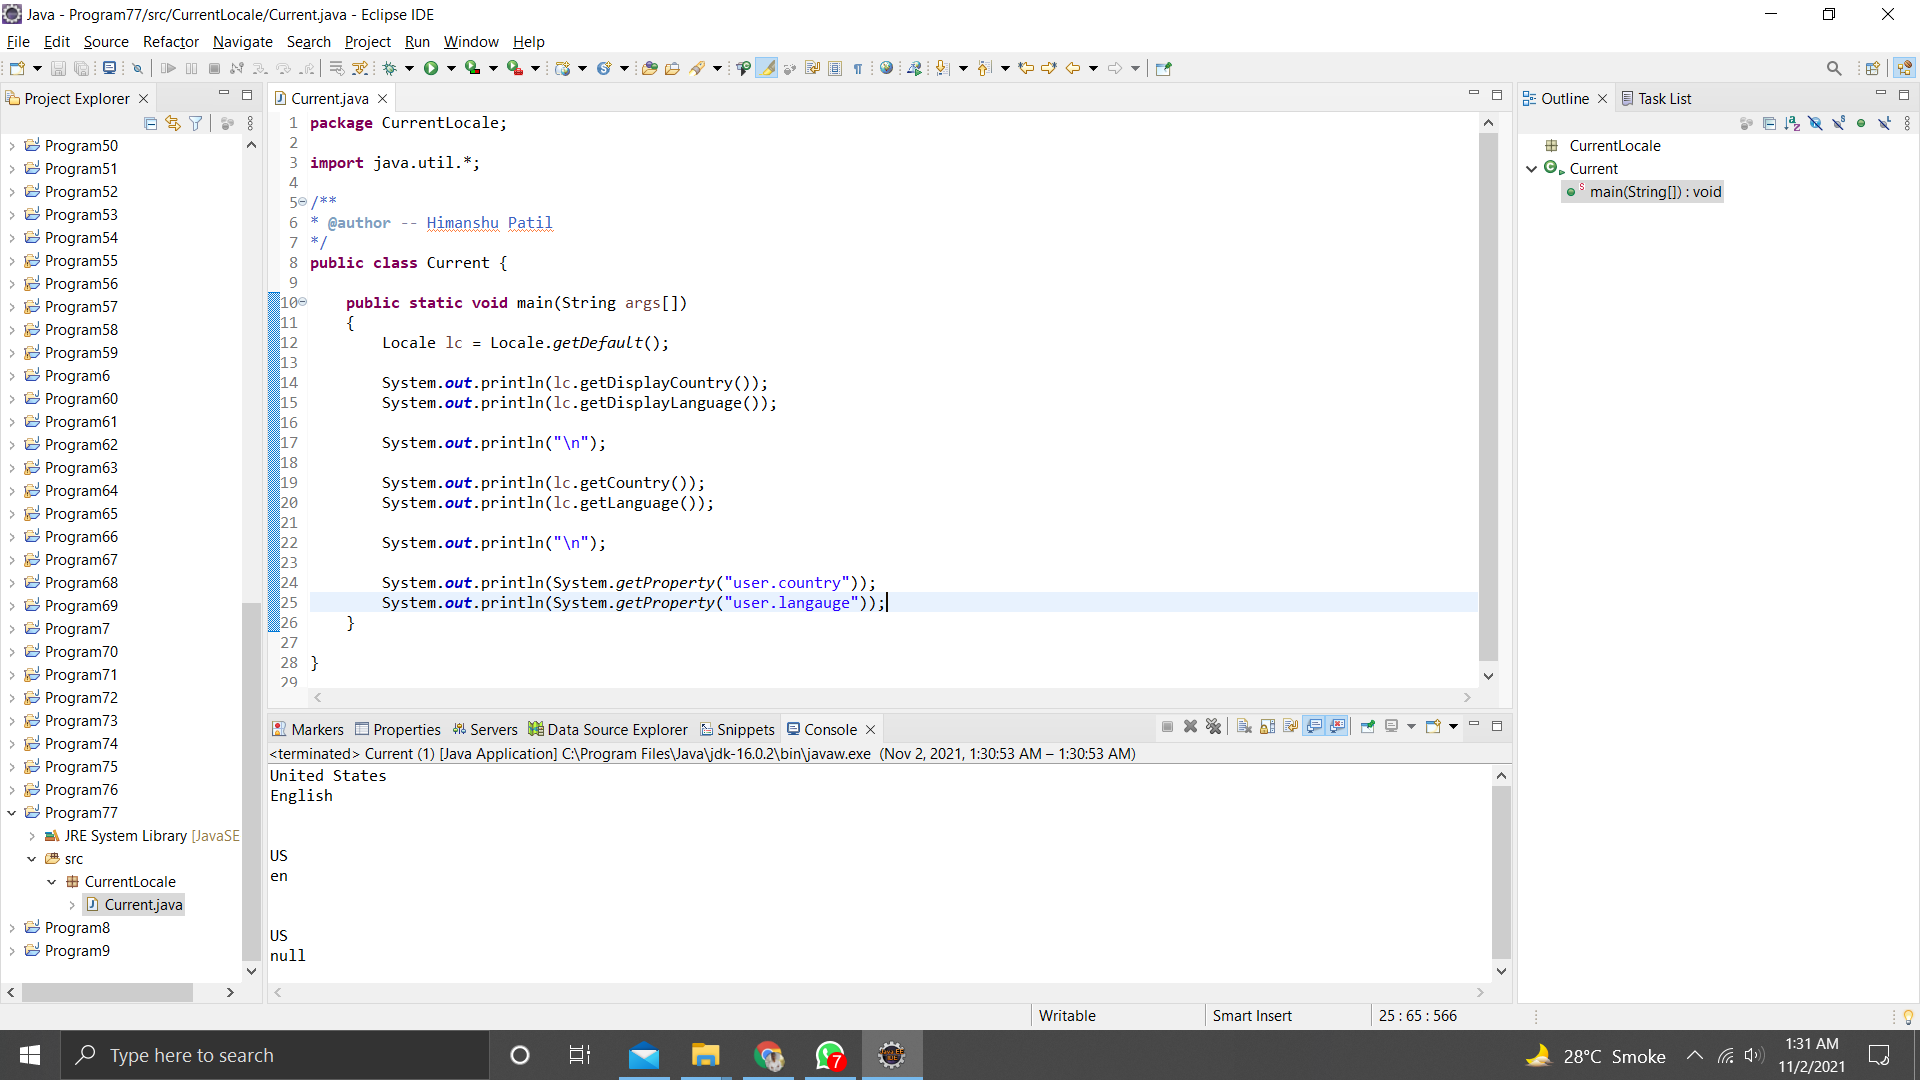 Java - Program77/src/CurrentLocale/Current.java - Eclipse IDE
File Edit Source Refactor Navigate Search Project Run Window Help
Project Explorer
Program50
Program51
Program52
Program53
Program54
Program55
Program56
Program57
Program58
Program59
Program6
Program60
Program61
Program62
Program63
Program64
Program65
Program66
Program67
Program68
Program69
Program7
Program70
Program71
Program72
Program73
Program74
Program75
Program76
Program77
JRE System Library [JavaSE
src
CurrentLocale
Current.java
Program8
Program9
Current.java
1 package CurrentLocale;
2
3 import java.util.*;
4
5 /**
6 * @author -- Himanshu Patil
7 */
8 public class Current {
9
10 public static void main(String args[])
11 {
12 Locale lc = Locale.getDefault();
13
14 System.out.println(lc.getDisplayCountry());
15 System.out.println(lc.getDisplayLanguage());
16
17 System.out.println("\n");
18
19 System.out.println(lc.getCountry());
20 System.out.println(lc.getLanguage());
21
22 System.out.println("\n");
23
24 System.out.println(System.getProperty("user.country"));
25 System.out.println(System.getProperty("user.langauge"));
26 }
27
28 }
29
Outline Task List
CurrentLocale
Current
main(String[]) : void
Markers Properties Servers Data Source Explorer Snippets Console
<terminated> Current (1) [Java Application] C:\Program Files\Java\jdk-16.0.2\bin\javaw.exe (Nov 2, 2021, 1:30:53 AM – 1:30:53 AM)
United States
English
US
en
US
null
Writable Smart Insert 25 : 65 : 566
Type here to search
7
28°C Smoke
1:31 AM
11/2/2021